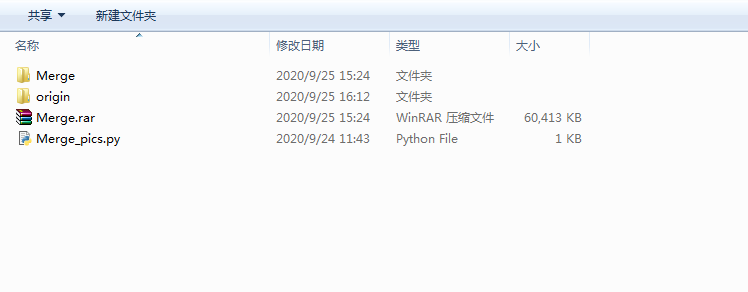 共享 新建文件夹
名称 修改日期 类型 大小
Merge 2020/9/25 15:24 文件夹
origin 2020/9/25 16:12 文件夹
Merge.rar 2020/9/25 15:24 WinRAR 压缩文件 60,413 KB
Merge_pics.py 2020/9/24 11:43 Python File 1 KB